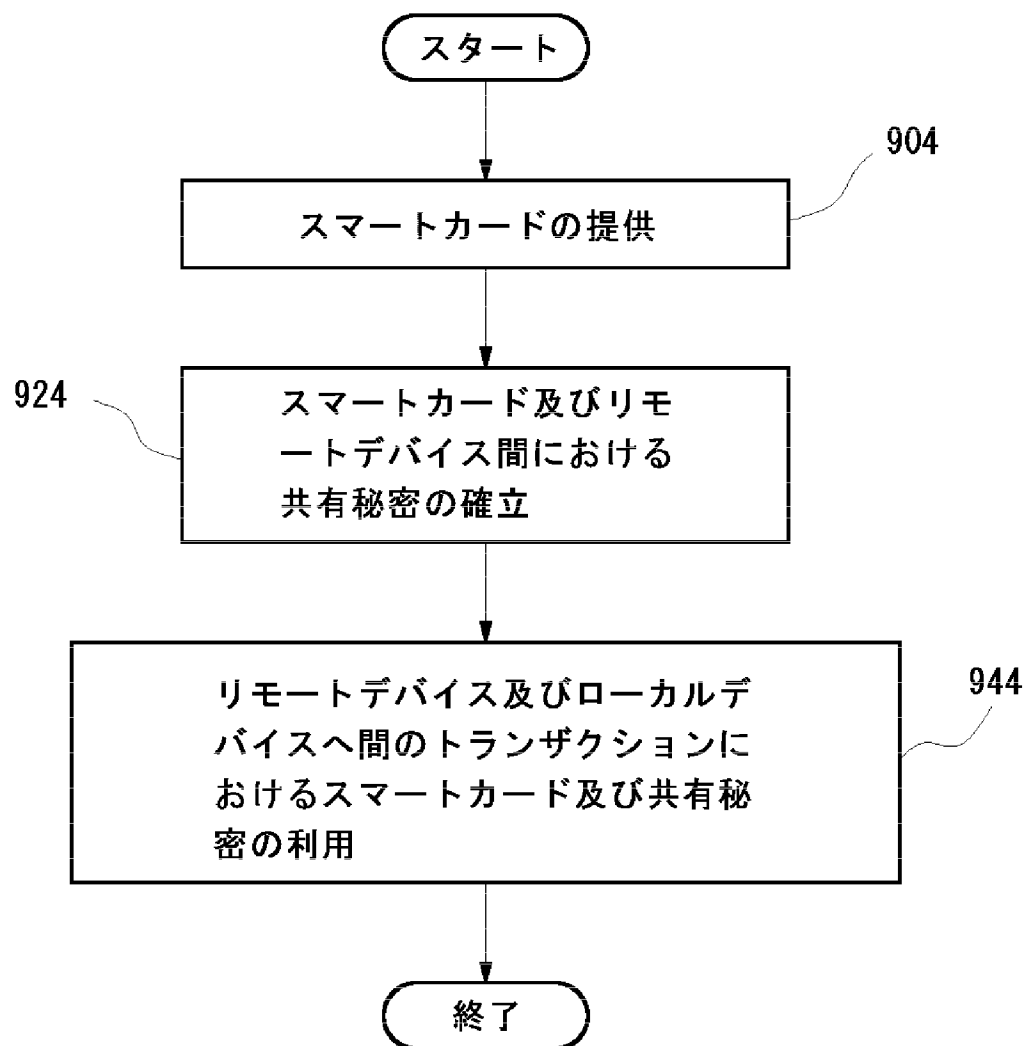 スタート
904
スマートカードの提供
924
スマートカード及びリモ
ートデバイス間における
共有秘密の確立
944
リモートデバイス及びローカルデ
バイスへ間のトランザクションに
おけるスマートカード及び共有秘
密の利用
終了